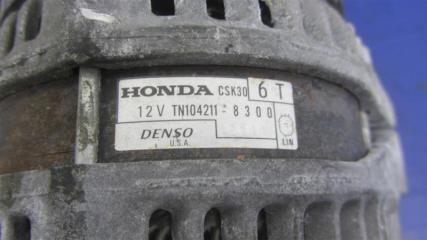 HONDA CSK30 6T
12V TN104211-8300
DENSO
U.S.A. LIN